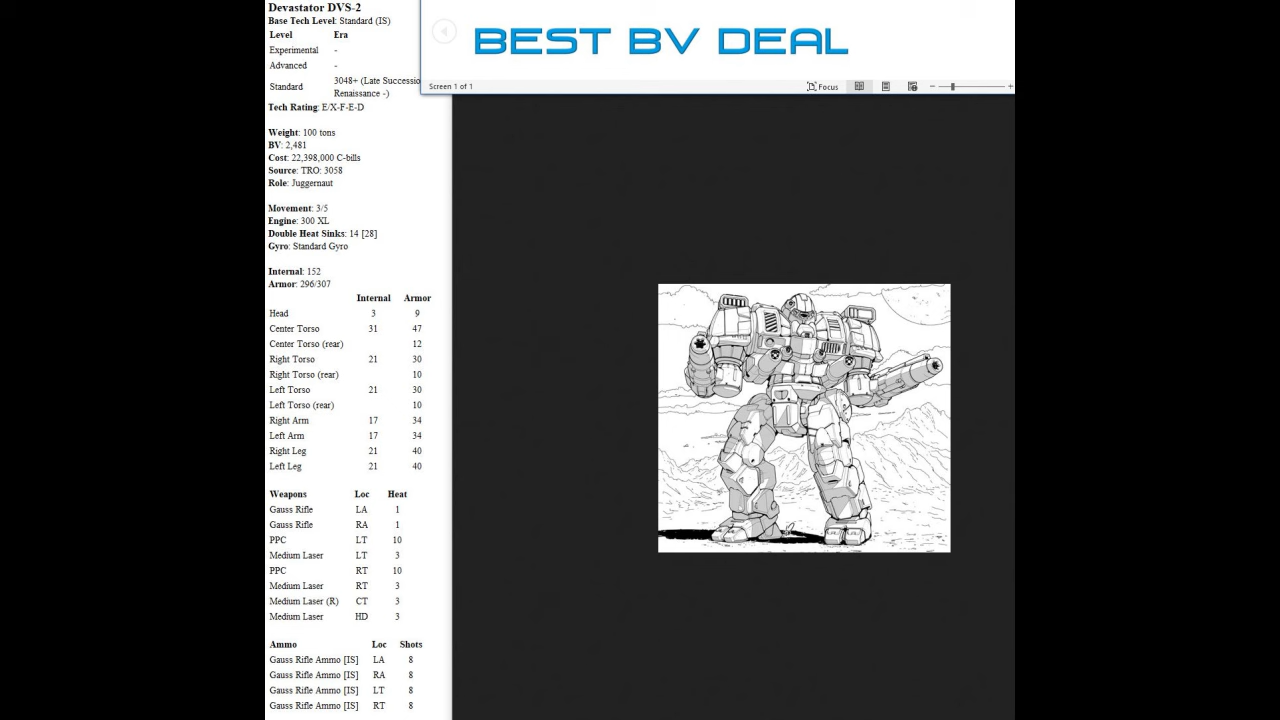 Devastator DVS-2
Base Tech Level: Standard (IS)
Level Era
Experimental -
Advanced -
Standard 3048+ (Late Successio
Renaissance -)
Tech Rating: E/X-F-E-D
Weight: 100 tons
BV: 2,481
Cost: 22,398,000 C-bills
Source: TRO: 3058
Role: Juggernaut
Movement: 3/5
Engine: 300 XL
Double Heat Sinks: 14 [28]
Gyro: Standard Gyro
Internal: 152
Armor: 296/307
Internal Armor
Head 3 9
Center Torso 31 47
Center Torso (rear) 12
Right Torso 21 30
Right Torso (rear) 10
Left Torso 21 30
Left Torso (rear) 10
Right Arm 17 34
Left Arm 17 34
Right Leg 21 40
Left Leg 21 40
Weapons Loc Heat
Gauss Rifle LA 1
Gauss Rifle RA 1
PPC LT 10
Medium Laser LT 3
PPC RT 10
Medium Laser RT 3
Medium Laser (R) CT 3
Medium Laser HD 3
Ammo Loc Shots
Gauss Rifle Ammo [IS] LA 8
Gauss Rifle Ammo [IS] RA 8
Gauss Rifle Ammo [IS] LT 8
Gauss Rifle Ammo [IS] RT 8
BEST BV DEAL
Screen 1 of 1
Focus